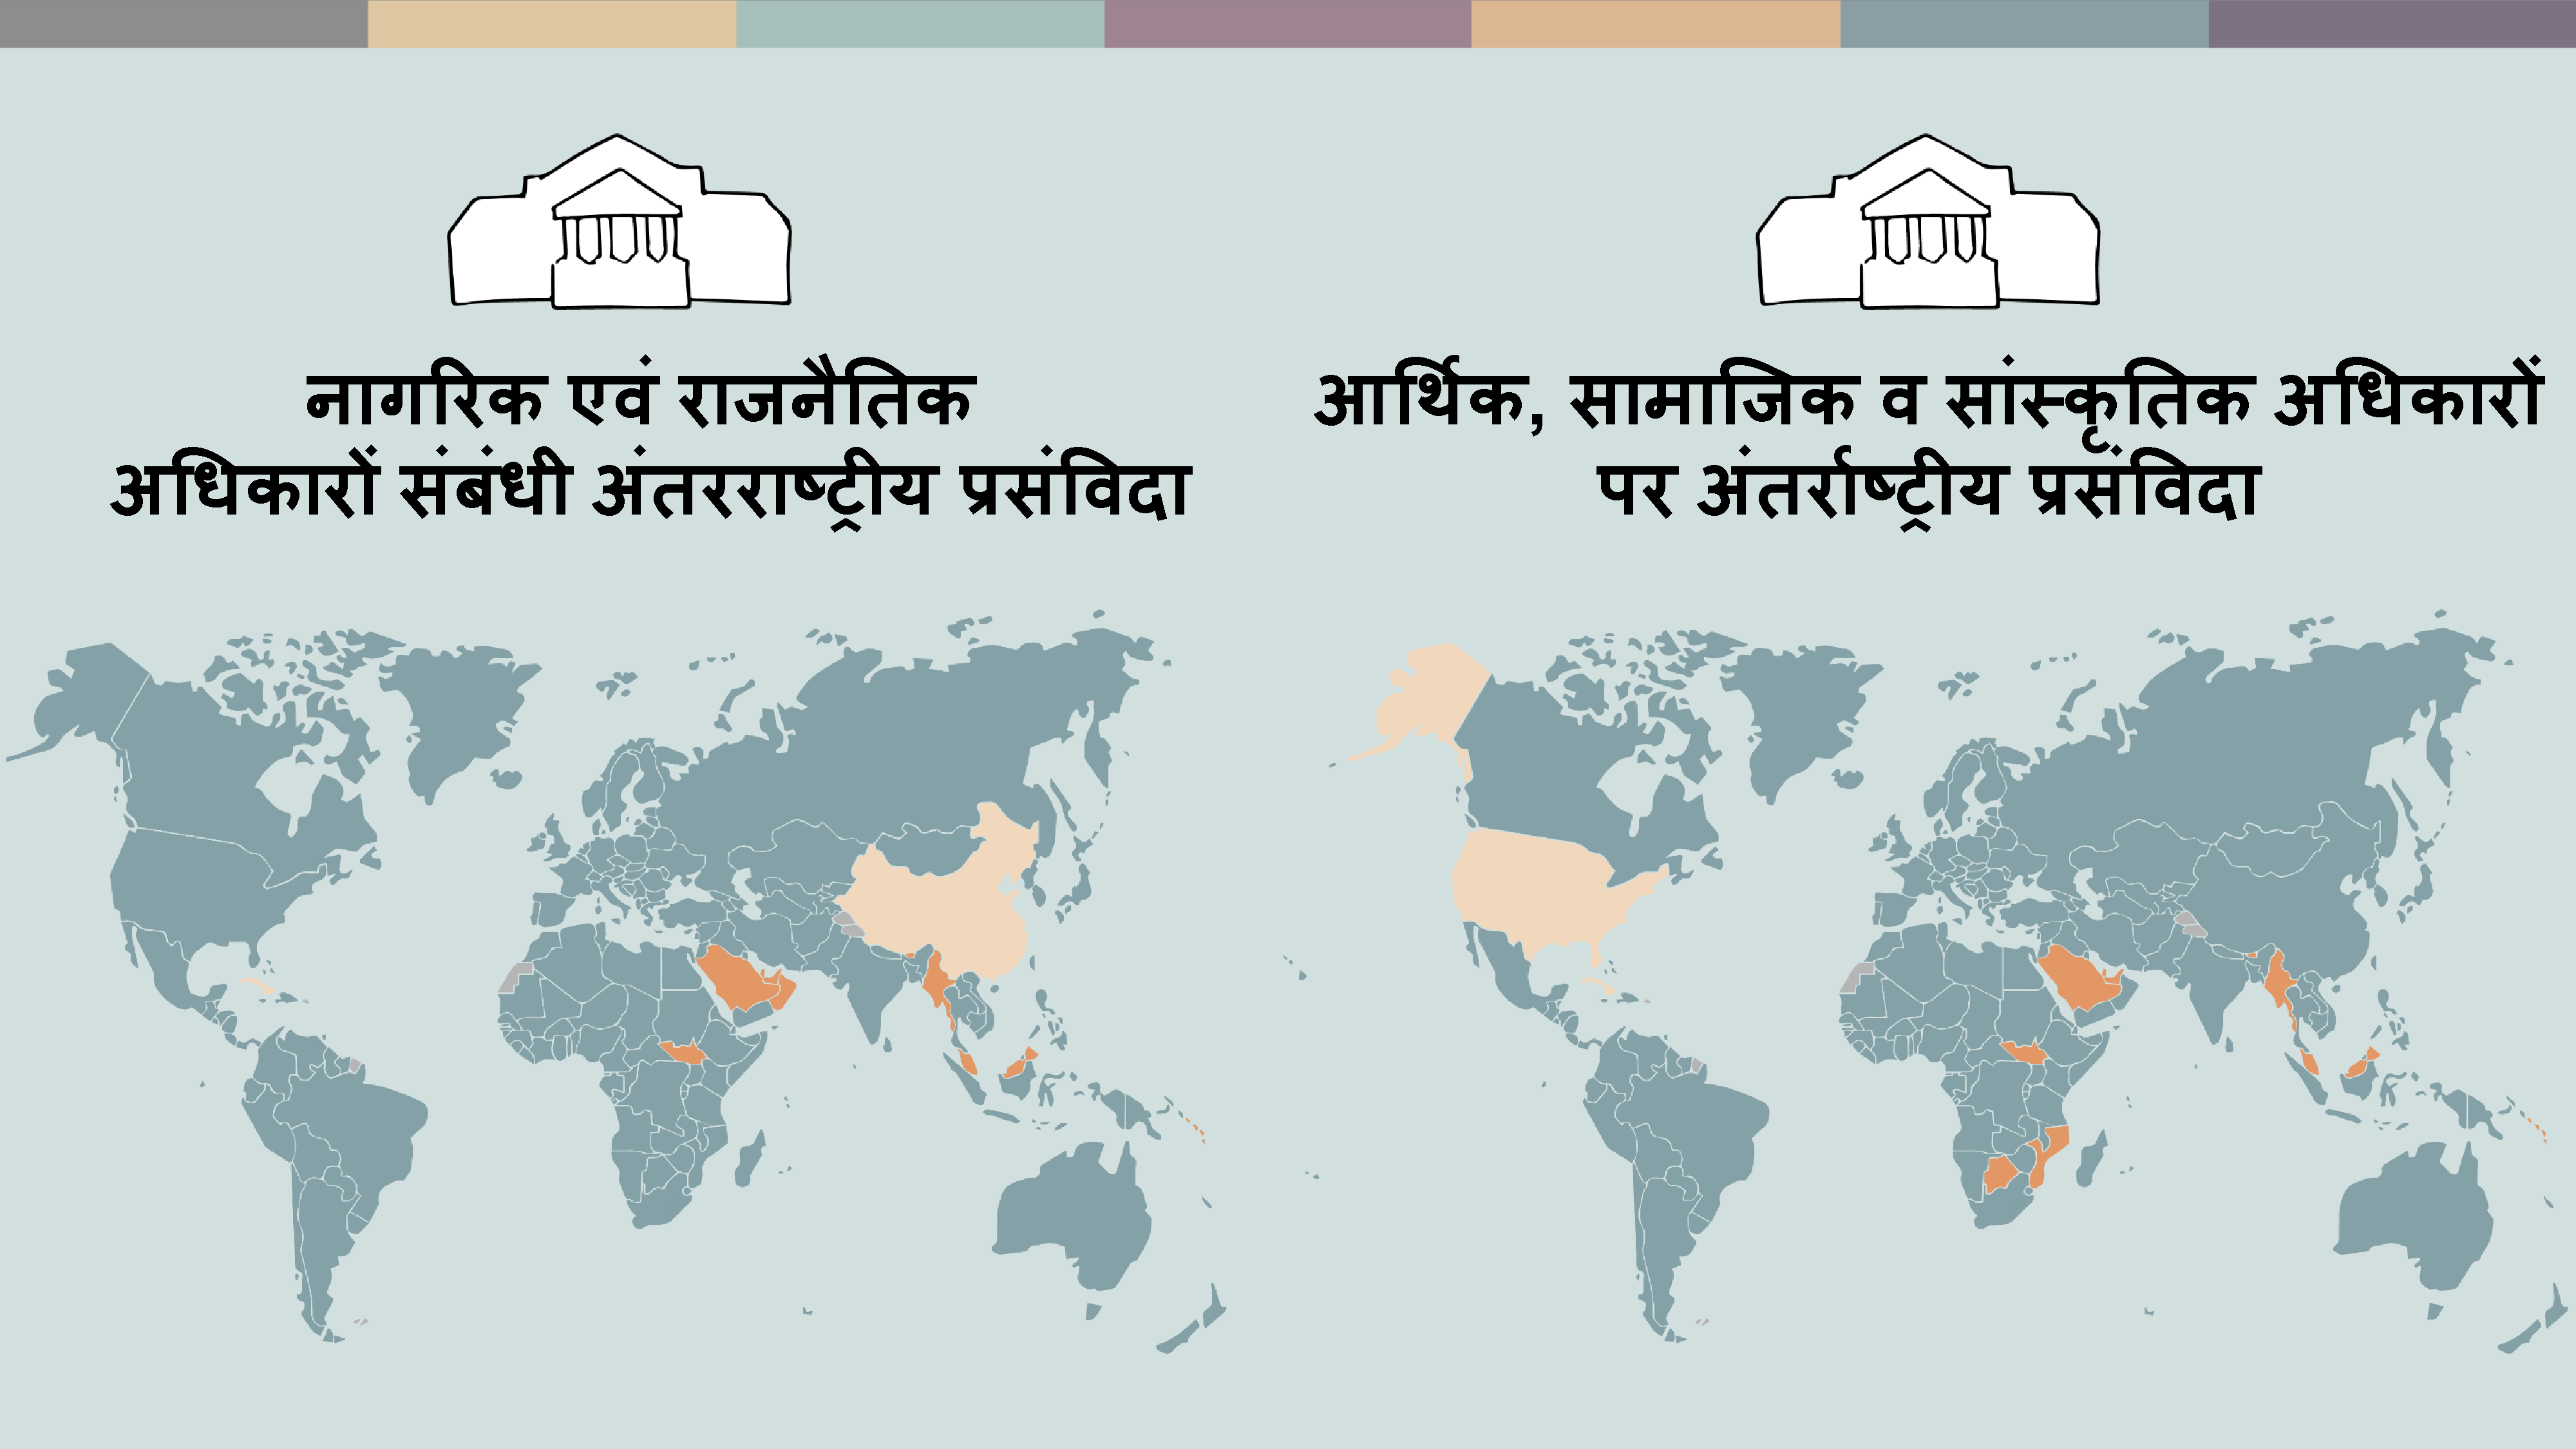 नागरिक एवं राजनैतिक
अधिकारों संबंधी अंतरराष्ट्रीय प्रसंविदा
आर्थिक, सामाजिक व सांस्कृतिक अधिकारों
पर अंतर्राष्ट्रीय प्रसंविदा